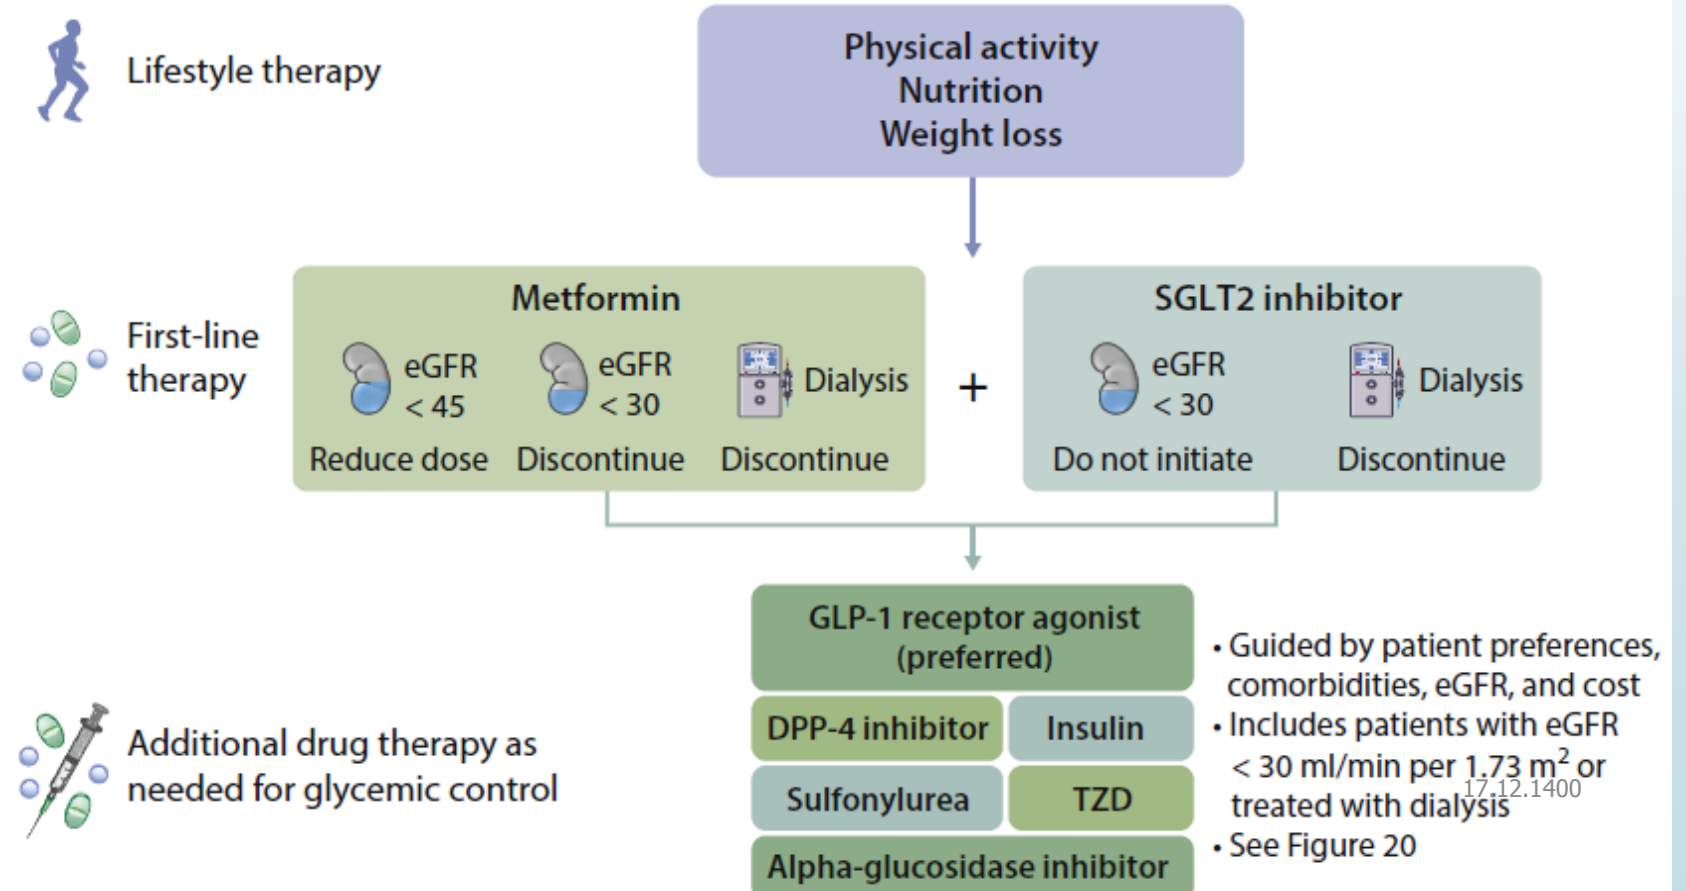 Lifestyle therapy
Physical activity
Nutrition
Weight loss
First-line
therapy
Metformin
eGFR
< 45
Reduce dose
eGFR
< 30
Discontinue
Dialysis
Discontinue
+
SGLT2 inhibitor
eGFR
< 30
Do not initiate
Dialysis
Discontinue
Additional drug therapy as
needed for glycemic control
GLP-1 receptor agonist
(preferred)
DPP-4 inhibitor
Insulin
Sulfonylurea
TZD
Alpha-glucosidase inhibitor
• Guided by patient preferences,
comorbidities, eGFR, and cost
• Includes patients with eGFR
< 30 ml/min per 1.73 m² or
treated with dialysis
• See Figure 20
17.12.1400